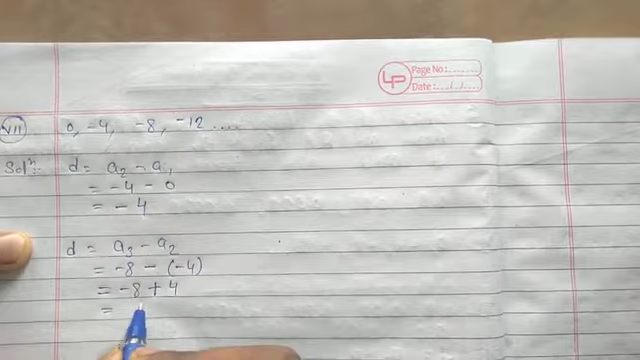 LP Page No:.......
Date:..../..../....
VII 0, -4, -8, -12 ....
Solⁿ: d = a₂ - a₁
= -4 - 0
= -4
d = a₃ - a₂
= -8 - (-4)
= -8 + 4
=